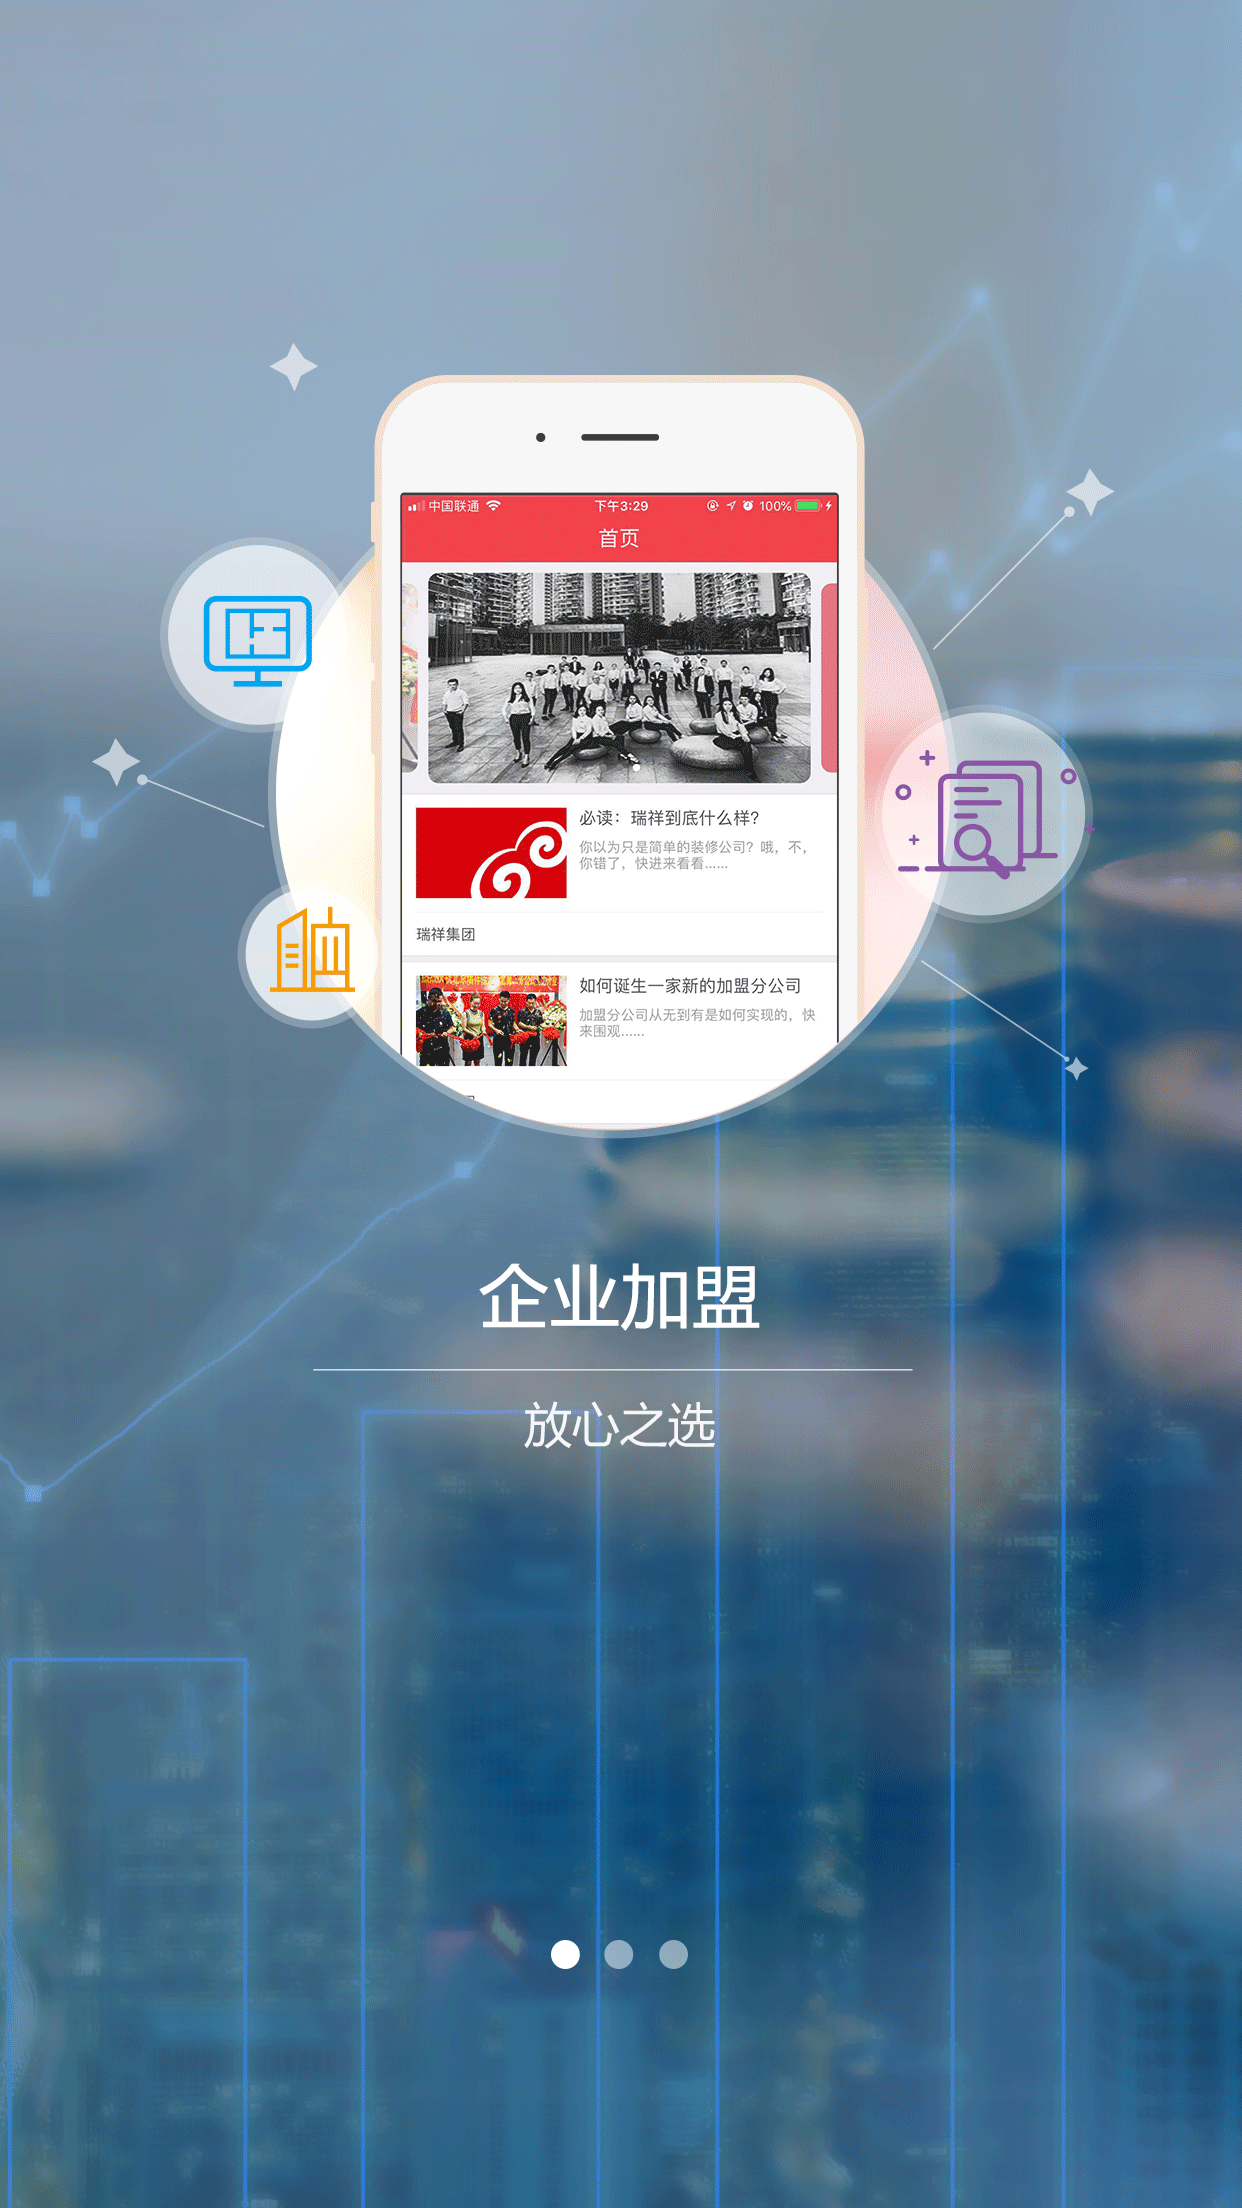 中国联通 下午3:29 100%
首页
必读：瑞祥到底什么样?
你以为只是简单的装修公司？哦，不，
你错了，快进来看看......
瑞祥集团
如何诞生一家新的加盟分公司
加盟分公司从无到有是如何实现的，快
来围观......
企业加盟
放心之选